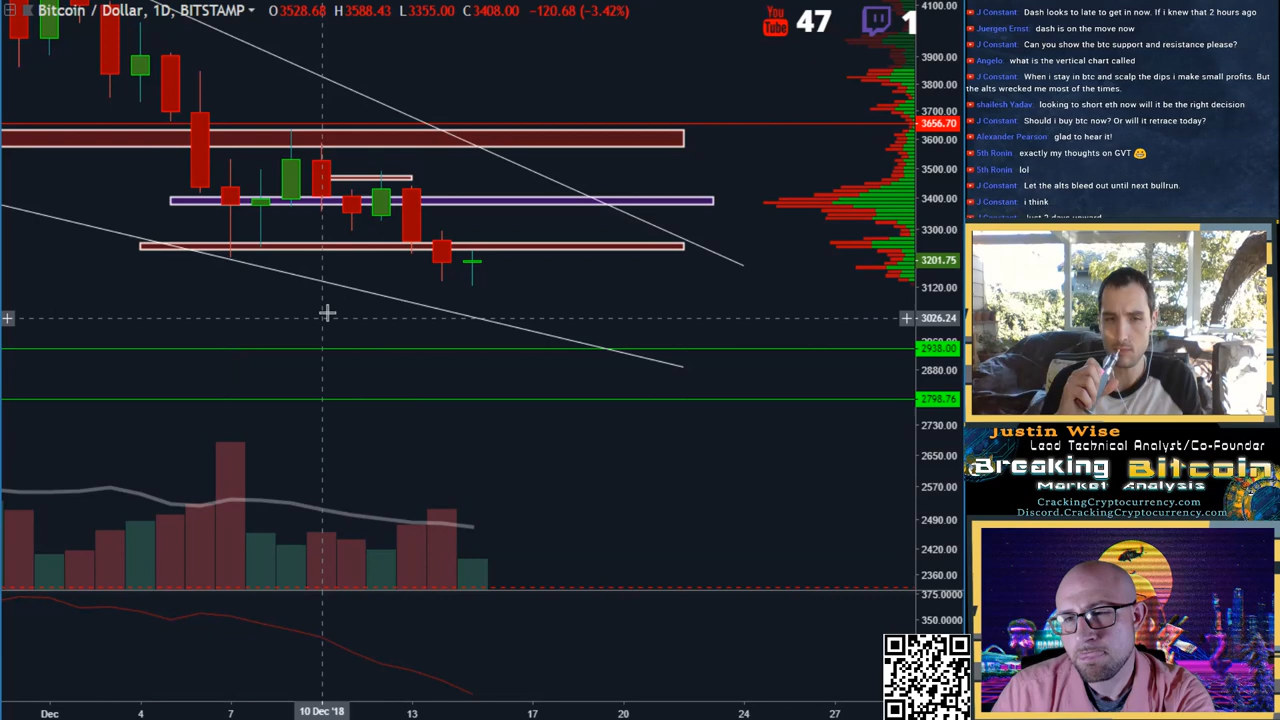 Bitcoin / Dollar, 1D, BITSTAMP
O3528.68 H3588.43 L3355.00 C3408.00 −120.68 (−3.42%)
You
Tube
47
1
4100.00
3900.00
3800.00
3700.00
3656.70
3600.00
3500.00
3400.00
3300.00
3201.75
3120.00
3026.24
2938.00
2880.00
2798.76
2730.00
2650.00
2570.00
2490.00
2420.00
2360.00
375.0000
350.0000
Dec
4
7
10 Dec '18
13
17
20
24
27
J Constant Dash looks to late to get in now. If i knew that 2 hours ago
Juergen Ernst: dash is on the move now
J Constant: Can you show the btc support and resistance please?
Angelo: what is the vertical chart called
J Constant: When i stay in btc and scalp the dips i make small profits. But
the alts wrecked me most of the times.
shailesh Yadav: looking to short eth now will it be the right decision
J Constant: Should i buy btc now? Or will it retrace today?
Alexander Pearson: glad to hear it!
5th Ronin: exactly my thoughts on GVT 😄
5th Ronin: lol
J Constant: Let the alts bleed out until next bullrun.
J Constant: i think
J Constant: Just 2 days upward
Justin Wise
Lead Technical Analyst/Co-Founder
Breaking Bitcoin
Market Analysis
CrackingCryptocurrency.com
Discord.CrackingCryptocurrency.com